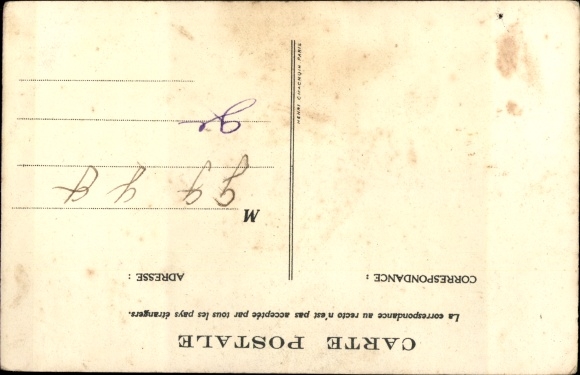 CARTE POSTALE
La correspondance au recto n'est pas acceptée par tous les pays étrangers.
CORRESPONDANCE :
ADRESSE :
M
HENRI CHACHOIN, PARIS